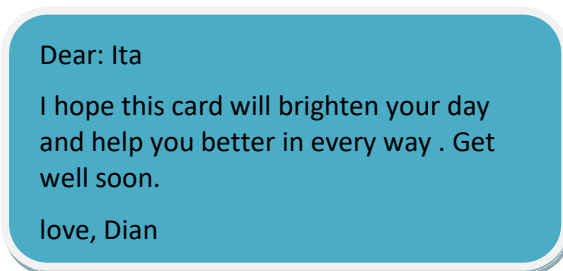 Dear: Ita
I hope this card will brighten your day
and help you better in every way . Get
well soon.
love, Dian